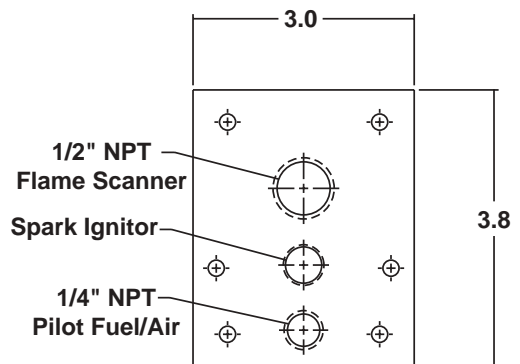 3.0
1/2" NPT
Flame Scanner
3.8
Spark Ignitor
1/4" NPT
Pilot Fuel/Air